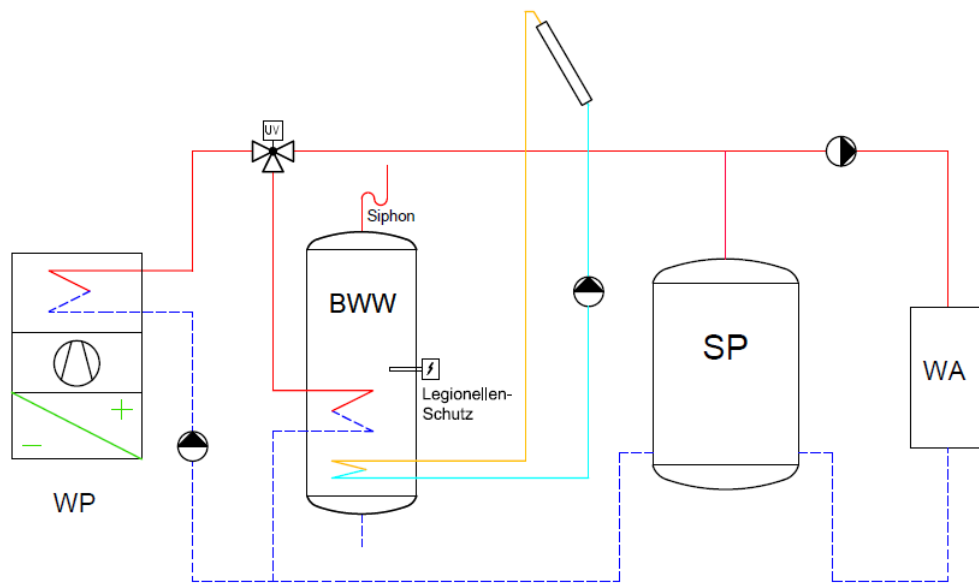 UV
Siphon
BWW
SP
WA
Legionellen-
Schutz
+
−
WP